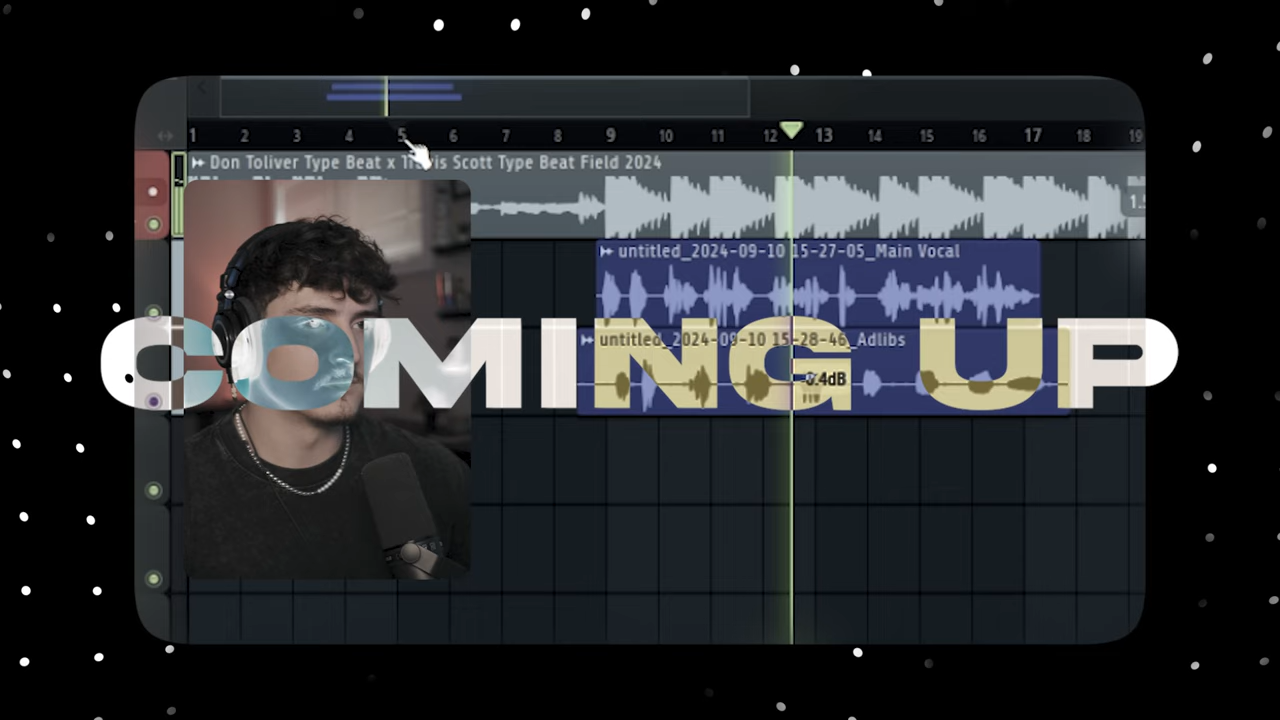 1 2 3 4 5 6 7 8 9 10 11 12 13 14 15 16 17 18 19
Don Toliver Type Beat x Travis Scott Type Beat Field 2024
untitled_2024-09-10 15-27-05_Main Vocal
untitled_2024-09-10 15-28-46_Adlibs
COMING UP